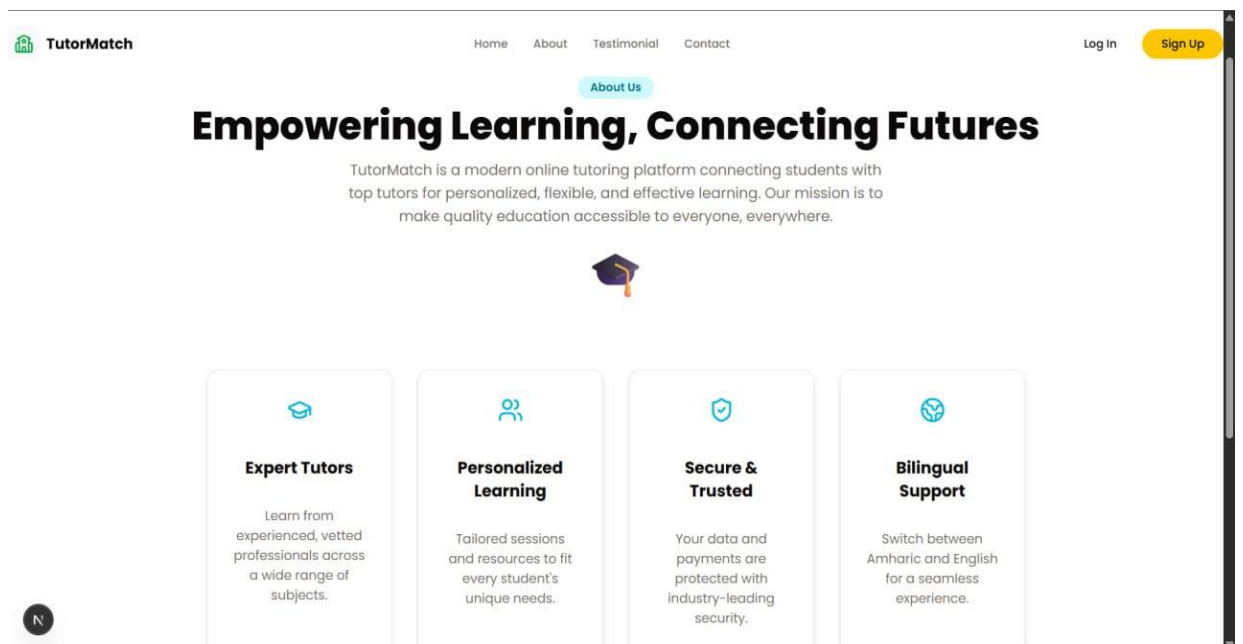 TutorMatch
Home About Testimonial Contact
Log In
Sign Up
About Us
Empowering Learning, Connecting Futures
TutorMatch is a modern online tutoring platform connecting students with
top tutors for personalized, flexible, and effective learning. Our mission is to
make quality education accessible to everyone, everywhere.
Expert Tutors
Learn from
experienced, vetted
professionals across
a wide range of
subjects.
Personalized
Learning
Tailored sessions
and resources to fit
every student's
unique needs.
Secure &
Trusted
Your data and
payments are
protected with
industry-leading
security.
Bilingual
Support
Switch between
Amharic and English
for a seamless
experience.
N